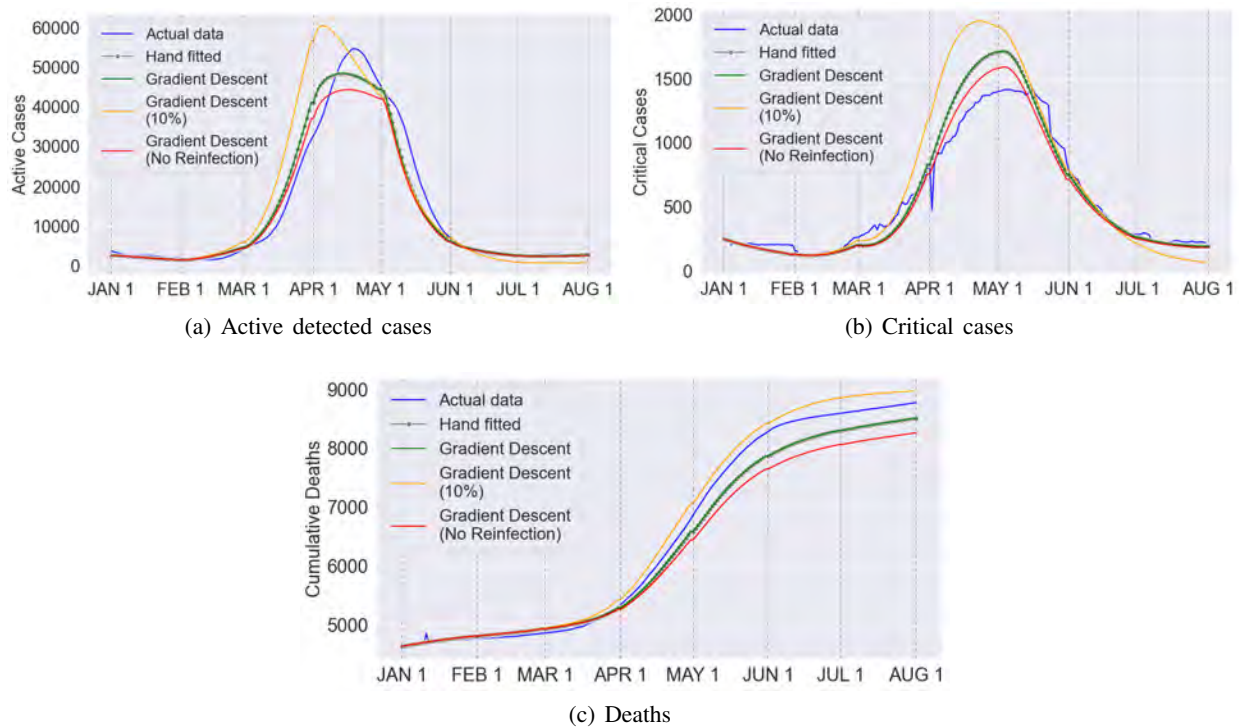 60000
50000
40000
30000
20000
10000
0
Active Cases
Actual data
Hand fitted
Gradient Descent
Gradient Descent
(10%)
Gradient Descent
(No Reinfection)
JAN 1 FEB 1 MAR 1 APR 1 MAY 1 JUN 1 JUL 1 AUG 1
(a) Active detected cases
2000
1500
1000
500
0
Critical Cases
Actual data
Hand fitted
Gradient Descent
Gradient Descent
(10%)
Gradient Descent
(No Reinfection)
JAN 1 FEB 1 MAR 1 APR 1 MAY 1 JUN 1 JUL 1 AUG 1
(b) Critical cases
9000
8000
7000
6000
5000
Cumulative Deaths
Actual data
Hand fitted
Gradient Descent
Gradient Descent
(10%)
Gradient Descent
(No Reinfection)
JAN 1 FEB 1 MAR 1 APR 1 MAY 1 JUN 1 JUL 1 AUG 1
(c) Deaths